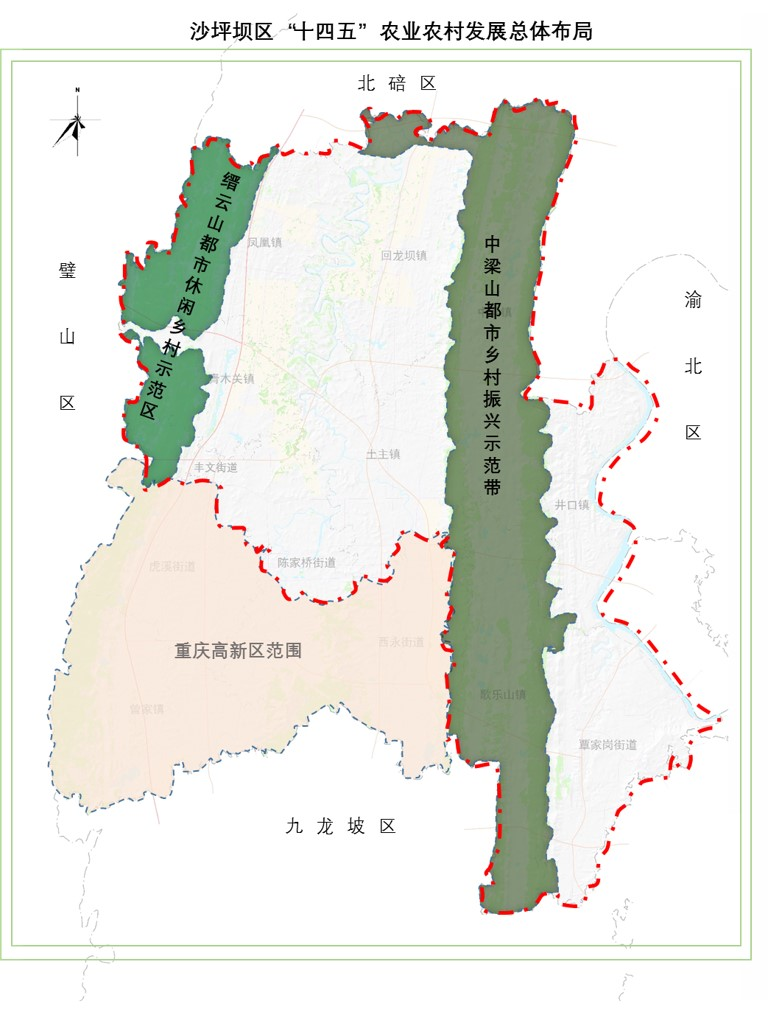 沙坪坝区“十四五”农业农村发展总体布局
北碚区
N
缙云山都市休闲乡村示范区
中梁山都市乡村振兴示范带
凤凰镇
回龙坝镇
璧山区
渝北区
青木关镇
土主镇
丰文街道
井口镇
陈家桥街道
虎溪街道
西永街道
重庆高新区范围
曾家镇
歌乐山镇
覃家岗街道
九龙坡区